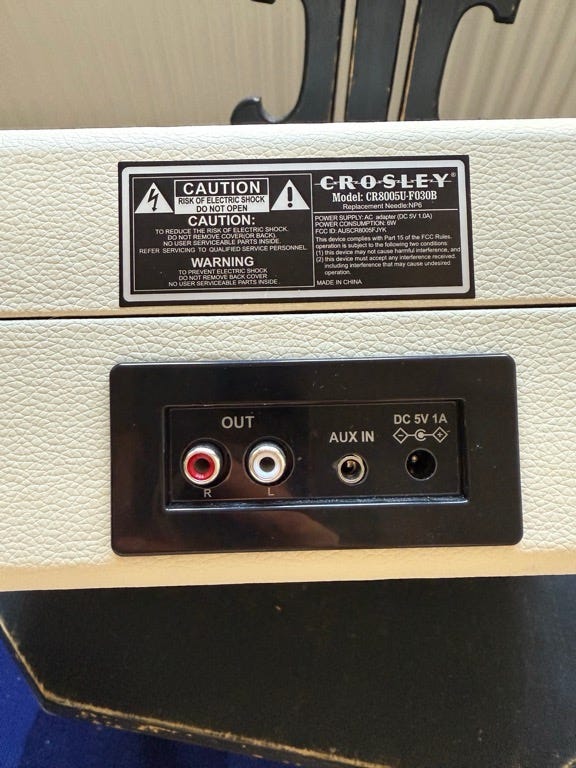 CAUTION
RISK OF ELECTRIC SHOCK
DO NOT OPEN
CAUTION:
TO REDUCE THE RISK OF ELECTRIC SHOCK.
DO NOT REMOVE COVER(OR BACK).
NO USER SERVICEABLE PARTS INSIDE.
REFER SERVICING TO QUALIFIED SERVICE PERSONNEL
WARNING
TO PREVENT ELECTRIC SHOCK
DO NOT REMOVE BACK COVER
NO USER SERVICEABLE PARTS INSIDE.
CROSLEY®
Model: CR8005U-F030B
Replacement Needle:NP6
POWER SUPPLY: AC adapter (DC 5V 1.0A)
POWER CONSUMPTION: 6W
FCC ID: AUSCR8005FJYK
This device complies with Part 15 of the FCC Rules.
operation is subject to the following two conditions
(1) this device may not cause harmful interference, and
(2) this device must accept any interference received.
including interference that may cause undesired
operation.
MADE IN CHINA
OUT
R
L
AUX IN
DC 5V 1A